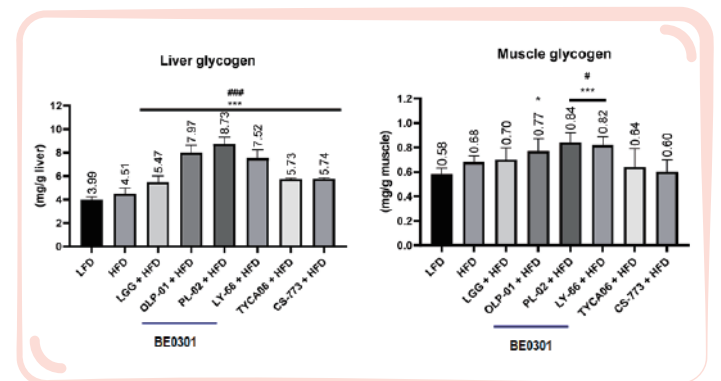 Liver glycogen
###
***
12
10
8
6
4
2
0
(mg/g liver)
3.99
4.51
5.47
7.97
8.73
7.52
5.73
5.74
LFD
HFD
LGG + HFD
OLP-01 + HFD
PL-02 + HFD
LY-66 + HFD
TYCA06 + HFD
CS-773 + HFD
BE0301
Muscle glycogen
#
***
*
1.2
1.0
0.8
0.6
0.4
0.2
0.0
(mg/g muscle)
0.58
0.68
0.70
0.77
0.84
0.82
0.64
0.60
LFD
HFD
LGG + HFD
OLP-01 + HFD
PL-02 + HFD
LY-66 + HFD
TYCA06 + HFD
CS-773 + HFD
BE0301